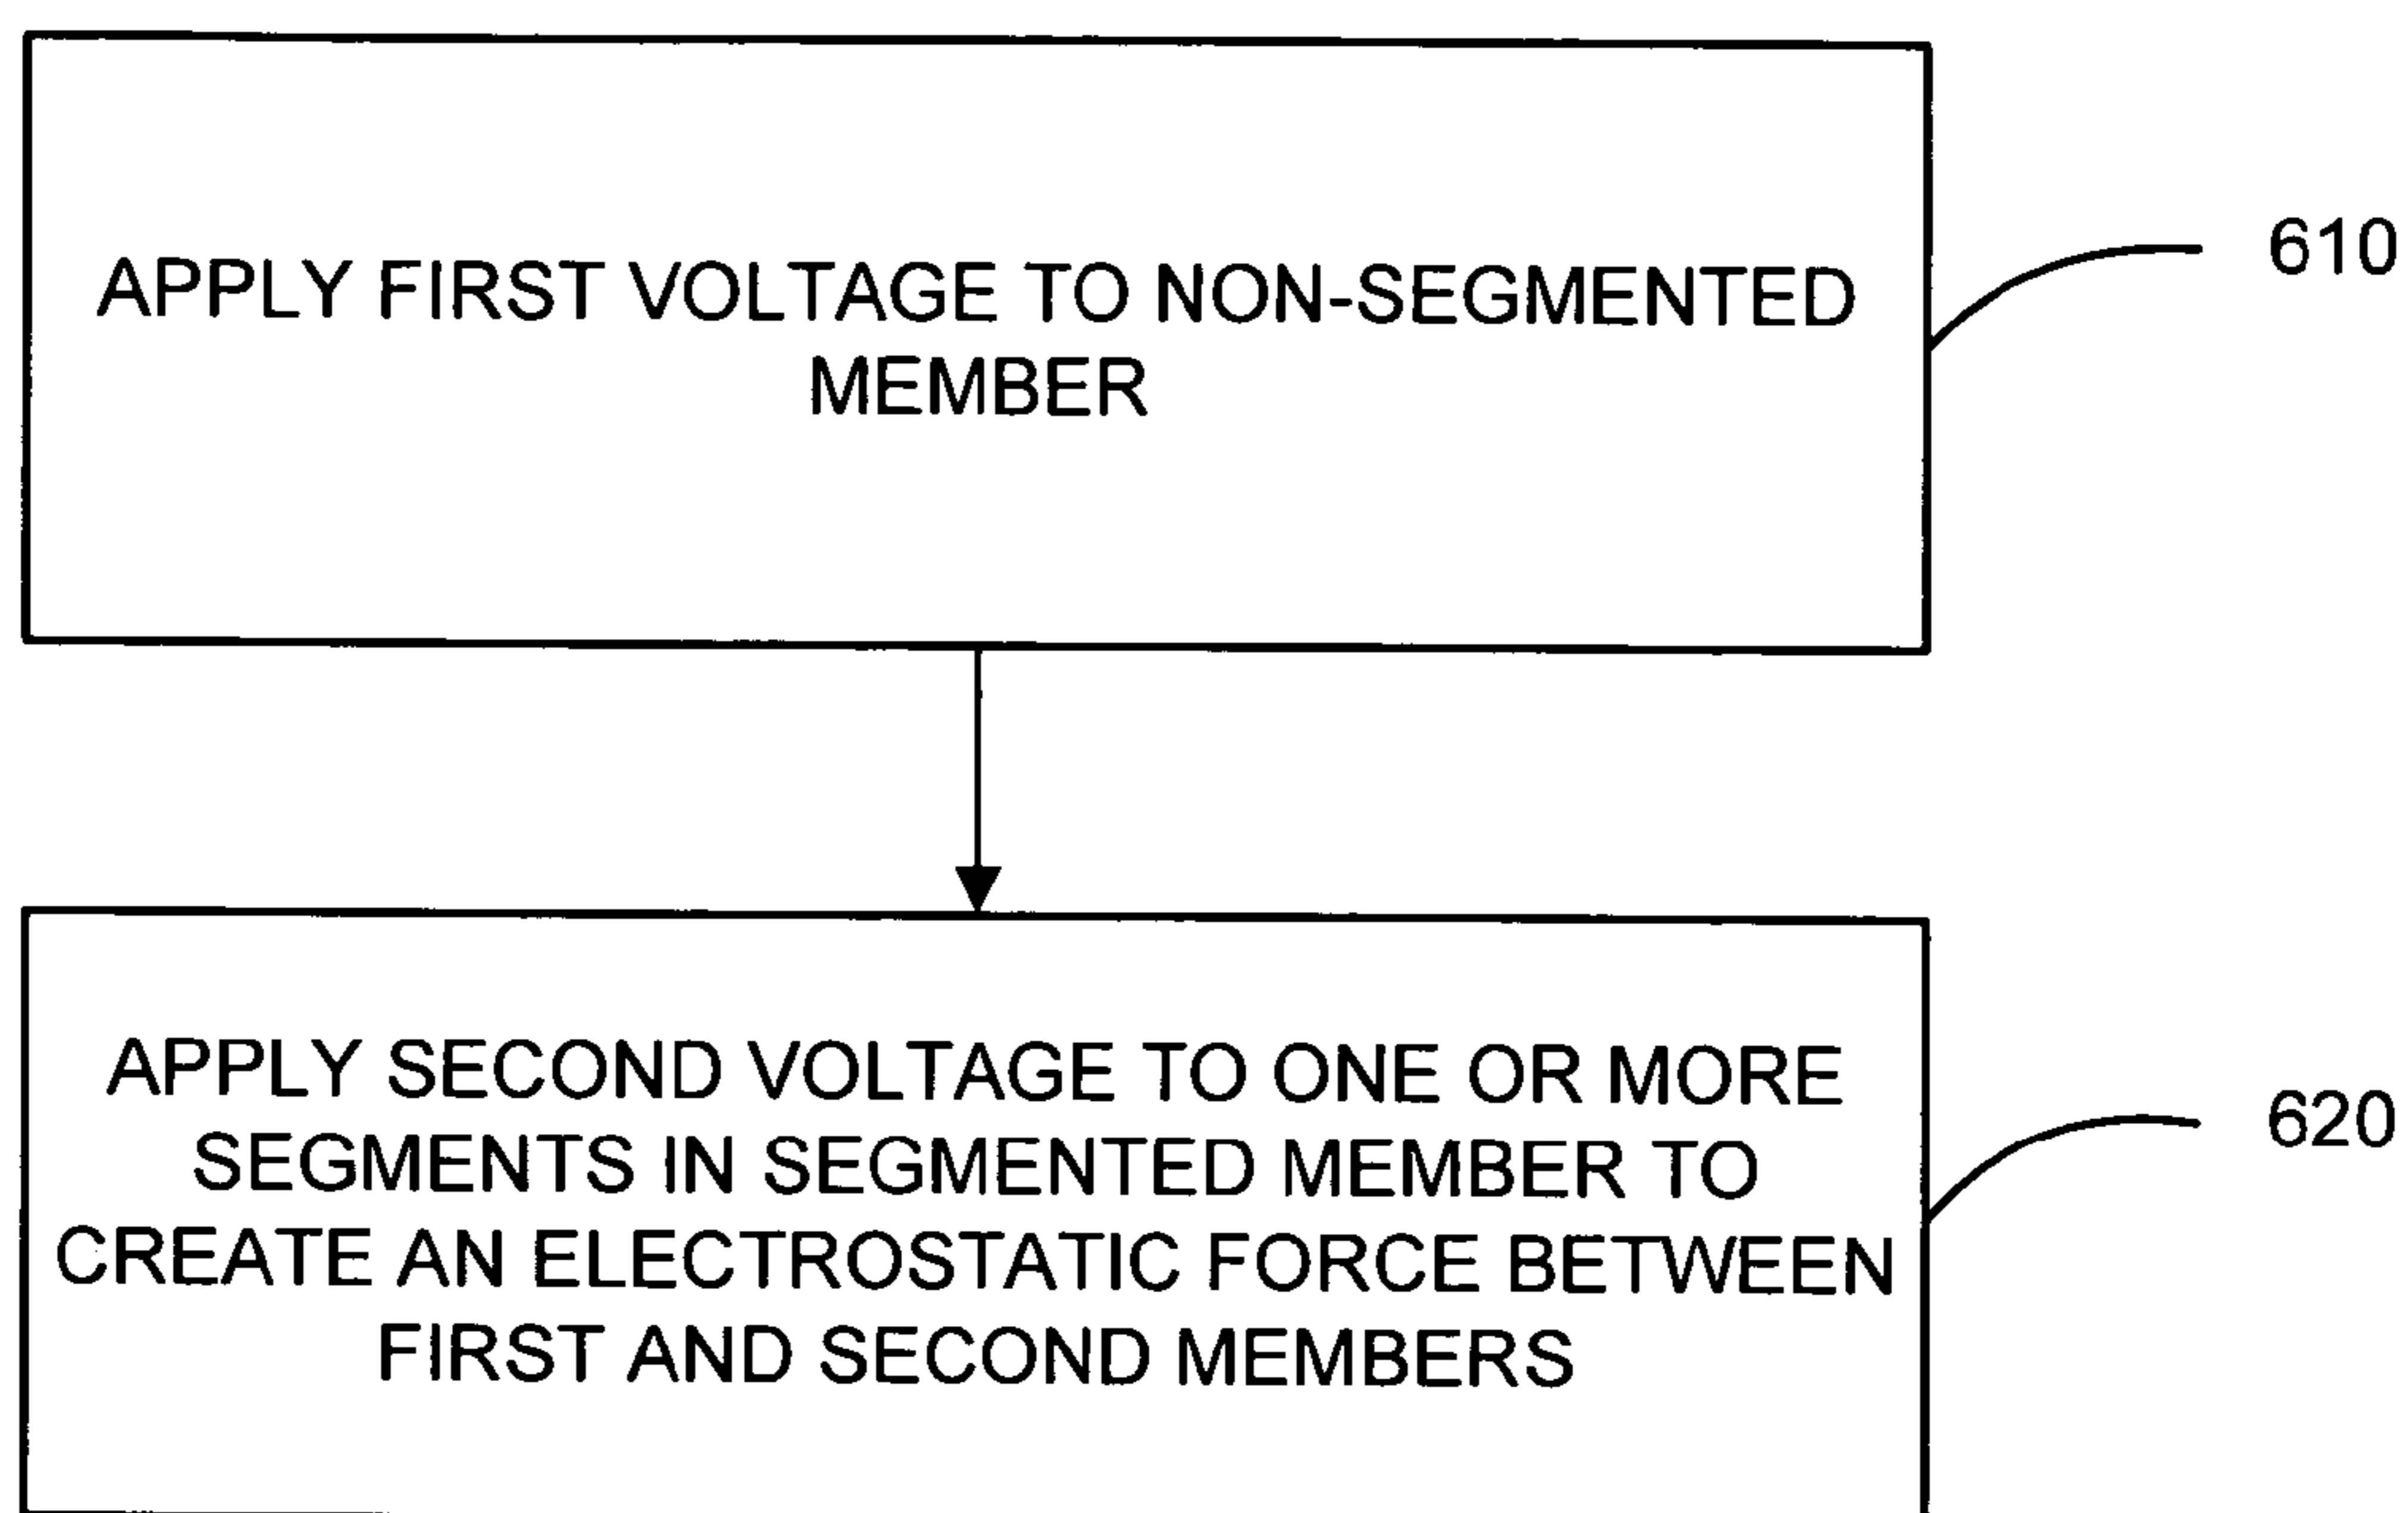 APPLY FIRST VOLTAGE TO NON-SEGMENTED
MEMBER
610
APPLY SECOND VOLTAGE TO ONE OR MORE
SEGMENTS IN SEGMENTED MEMBER TO
CREATE AN ELECTROSTATIC FORCE BETWEEN
FIRST AND SECOND MEMBERS
620